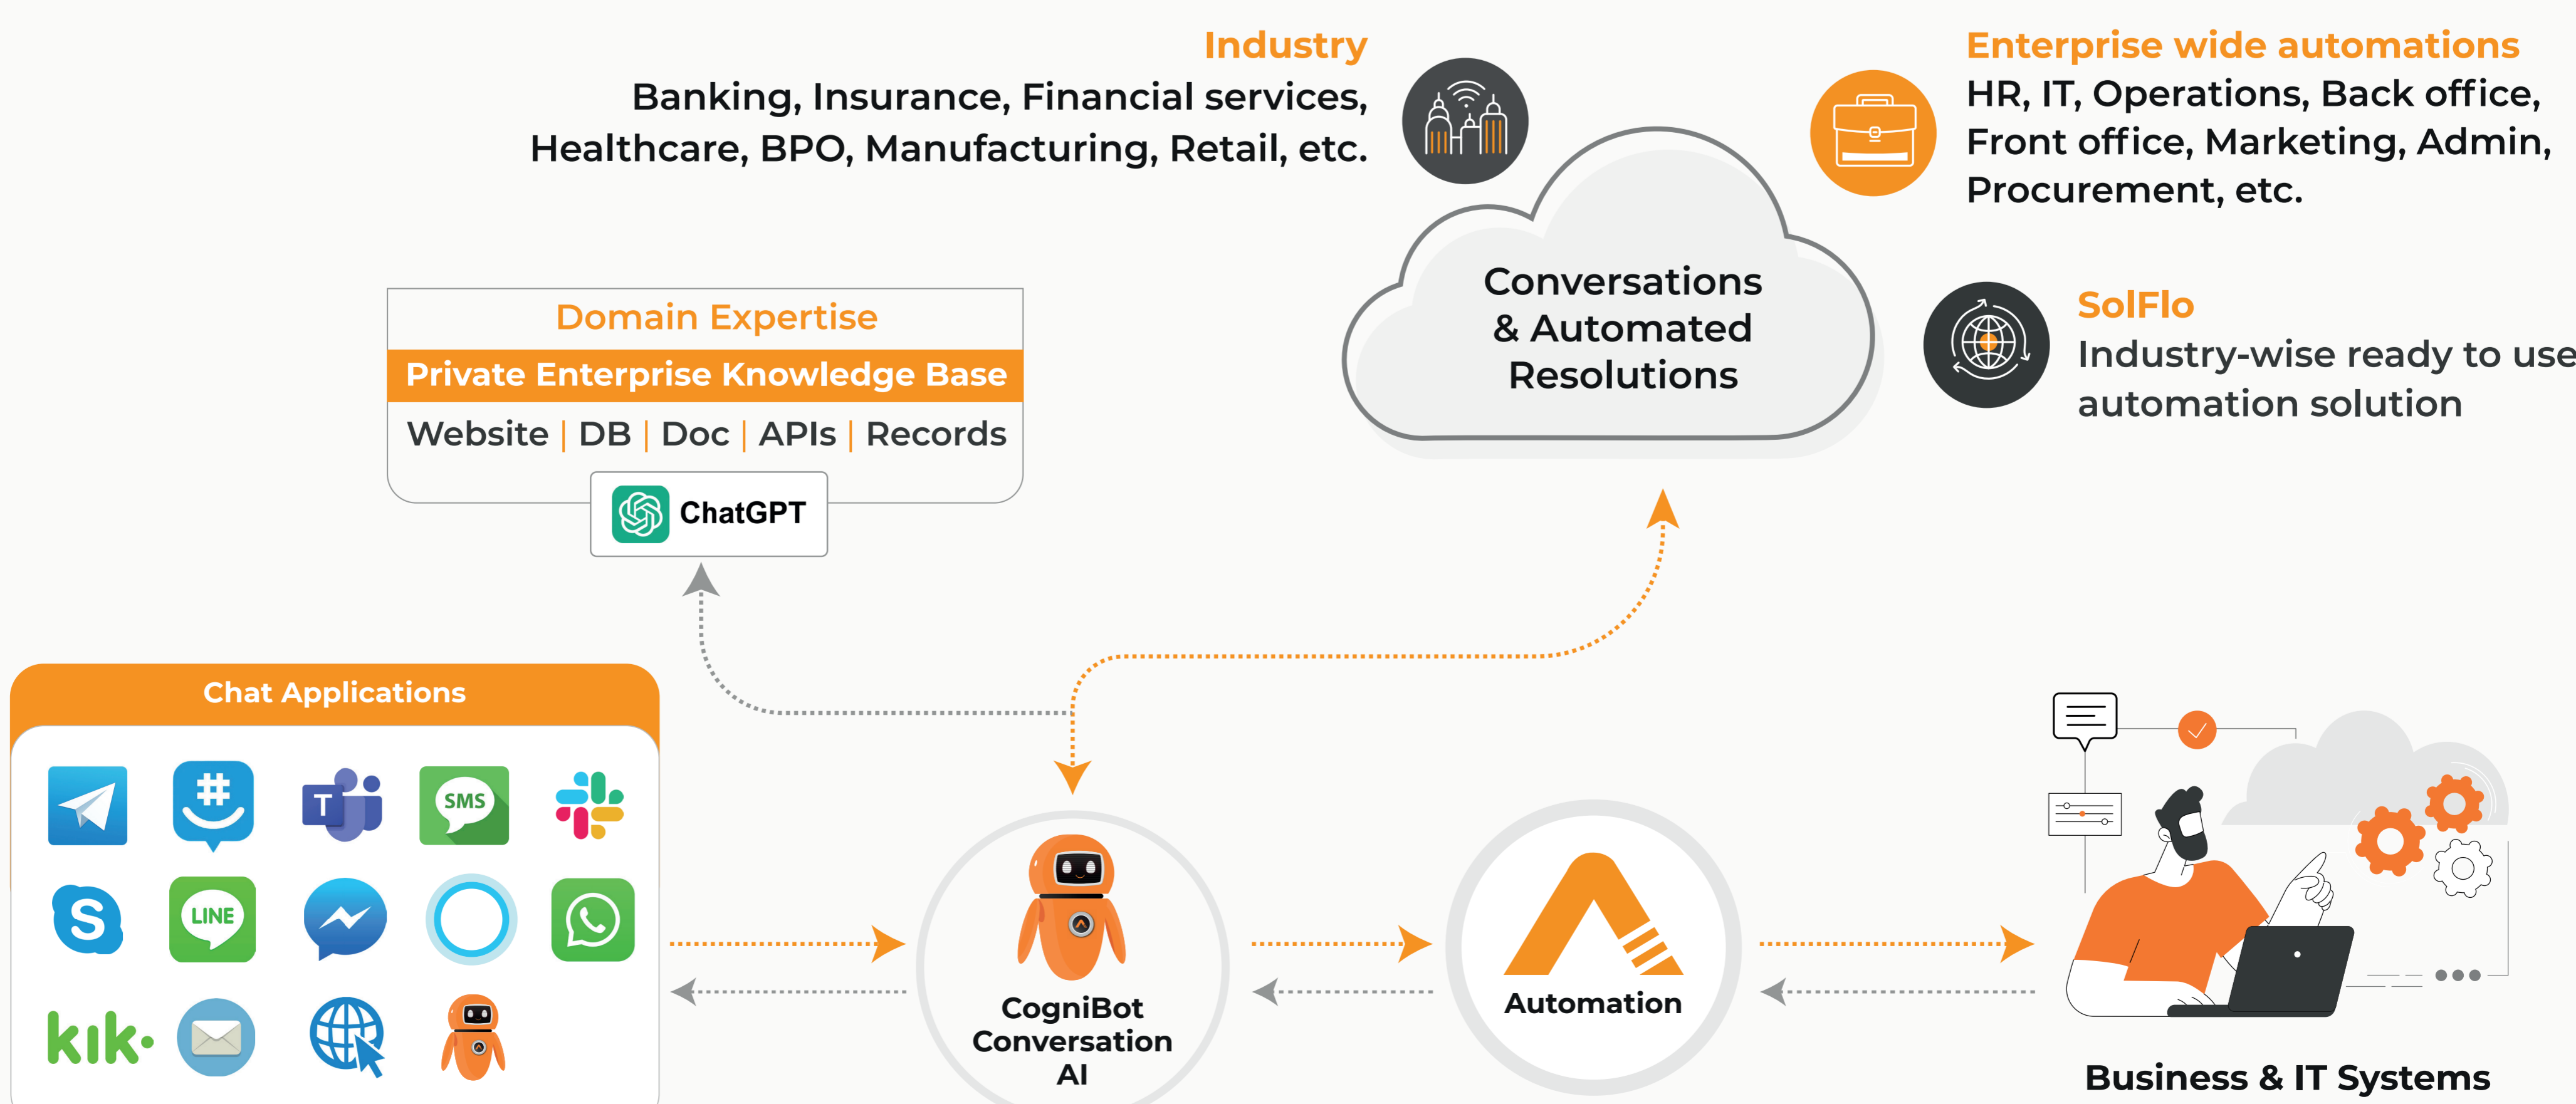 Industry
Banking, Insurance, Financial services,
Healthcare, BPO, Manufacturing, Retail, etc.
Enterprise wide automations
HR, IT, Operations, Back office,
Front office, Marketing, Admin,
Procurement, etc.
Conversations
& Automated
Resolutions
SolFlo
Industry-wise ready to use
automation solution
Domain Expertise
Private Enterprise Knowledge Base
Website | DB | Doc | APIs | Records
ChatGPT
Chat Applications
#
T
SMS
S
LINE
kik·
CogniBot
Conversation
AI
Automation
Business & IT Systems